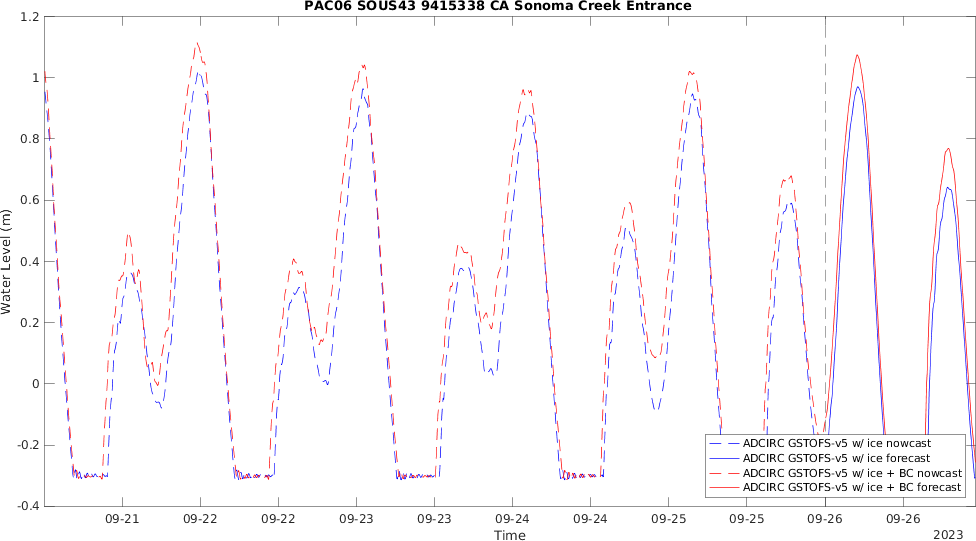 PAC06 SOUS43 9415338 CA Sonoma Creek Entrance
1.2
1
0.8
0.6
0.4
0.2
0
-0.2
-0.4
Water Level (m)
ADCIRC GSTOFS-v5 w/ ice nowcast
ADCIRC GSTOFS-v5 w/ ice forecast
ADCIRC GSTOFS-v5 w/ ice + BC nowcast
ADCIRC GSTOFS-v5 w/ ice + BC forecast
09-21 09-22 09-22 09-23 09-23 09-24 09-24 09-25 09-25 09-26 09-26
Time
2023